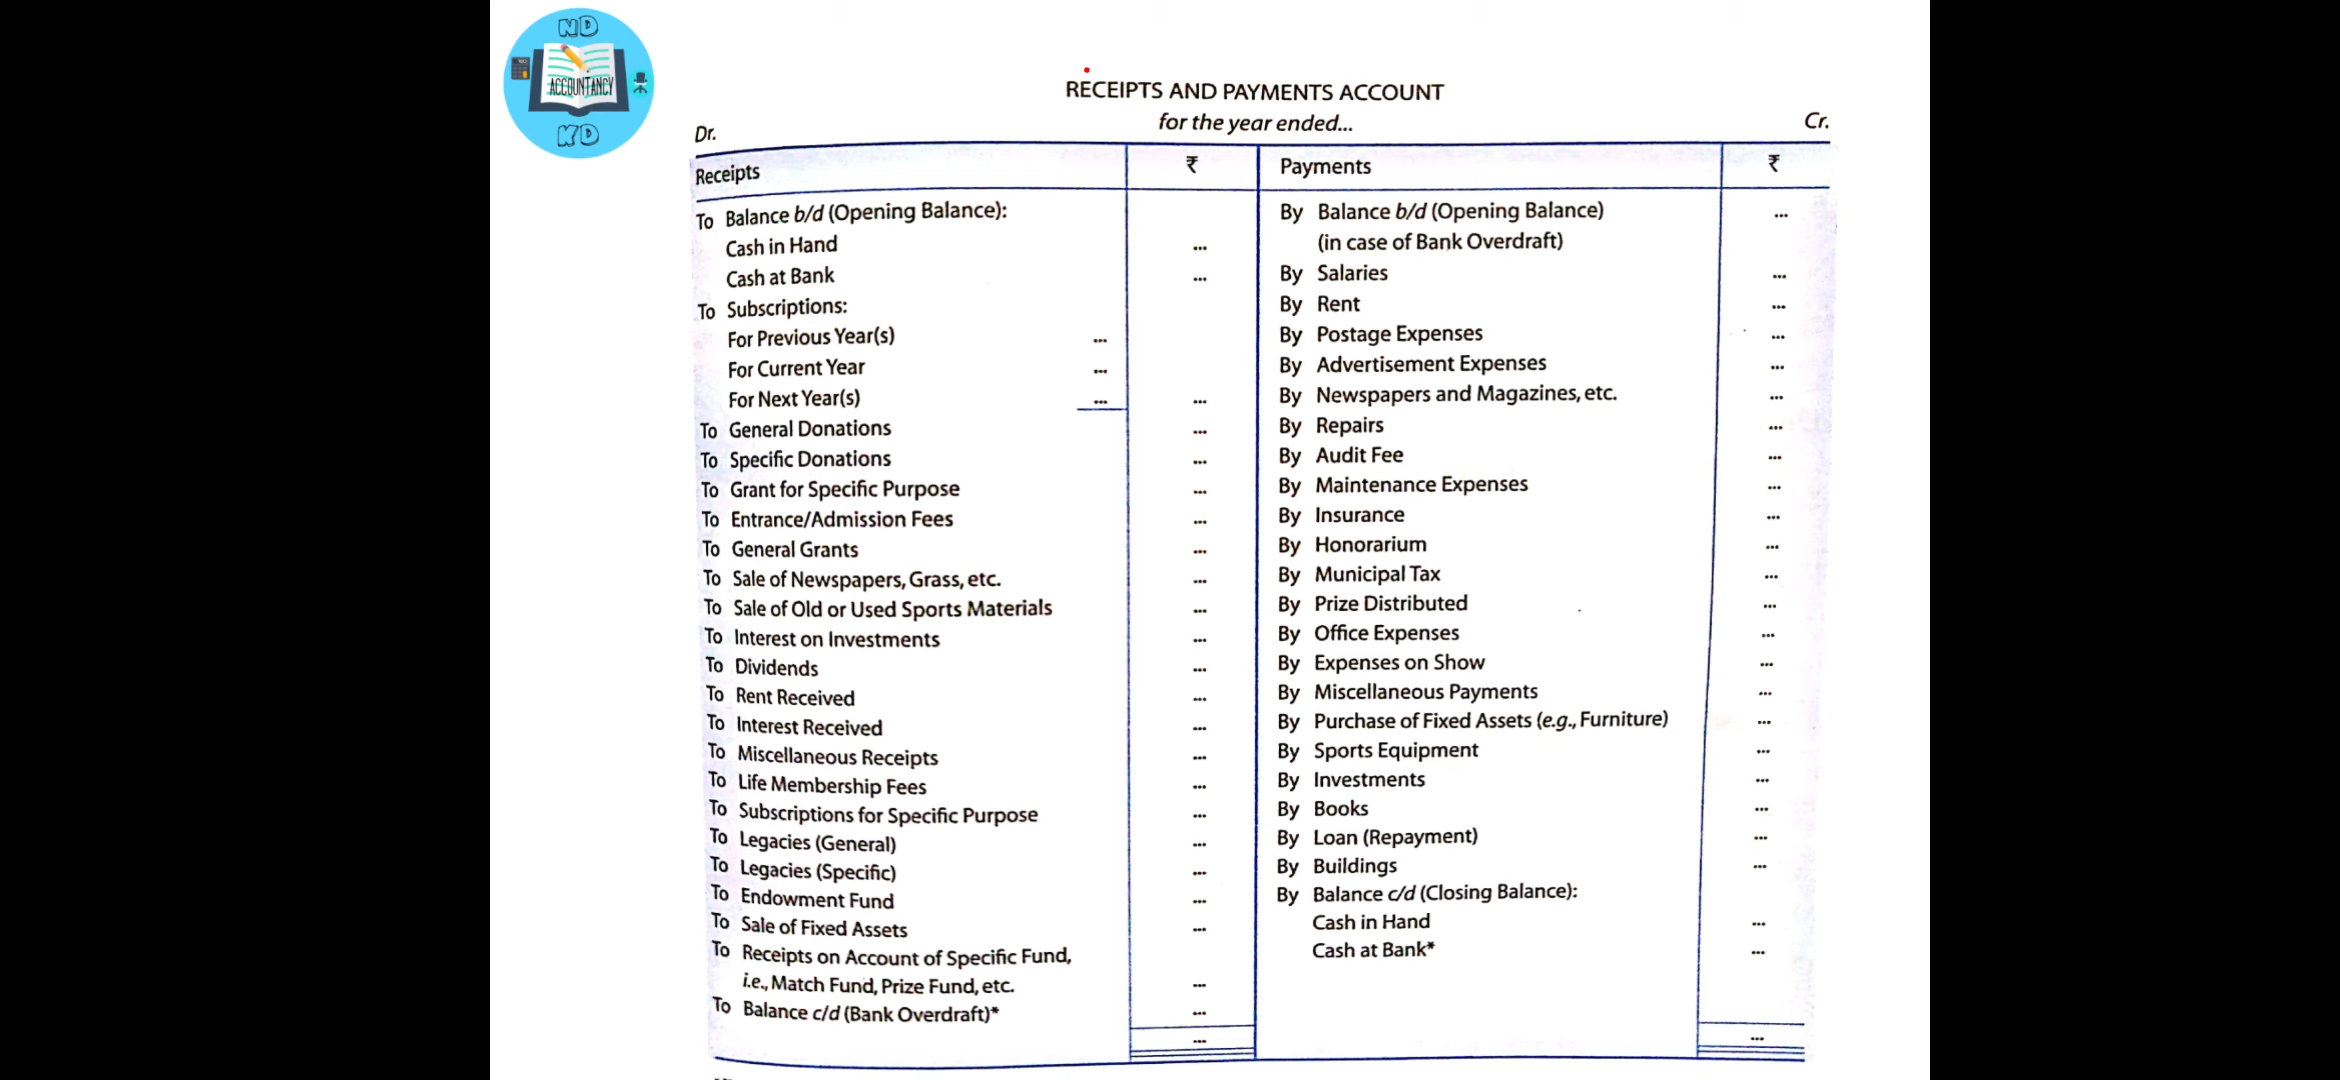 ND
ACCOUNTANCY
KD
RECEIPTS AND PAYMENTS ACCOUNT
for the year ended...
Dr.
Cr.
Receipts ₹ Payments ₹
To Balance b/d (Opening Balance):
Cash in Hand ...
Cash at Bank ...
To Subscriptions:
For Previous Year(s) ...
For Current Year ...
For Next Year(s) ... ...
To General Donations ...
To Specific Donations ...
To Grant for Specific Purpose ...
To Entrance/Admission Fees ...
To General Grants ...
To Sale of Newspapers, Grass, etc. ...
To Sale of Old or Used Sports Materials ...
To Interest on Investments ...
To Dividends ...
To Rent Received ...
To Interest Received ...
To Miscellaneous Receipts ...
To Life Membership Fees ...
To Subscriptions for Specific Purpose ...
To Legacies (General) ...
To Legacies (Specific) ...
To Endowment Fund ...
To Sale of Fixed Assets ...
To Receipts on Account of Specific Fund,
i.e., Match Fund, Prize Fund, etc. ...
To Balance c/d (Bank Overdraft)* ...
...
By Balance b/d (Opening Balance) ...
(in case of Bank Overdraft)
By Salaries ...
By Rent ...
By Postage Expenses ...
By Advertisement Expenses ...
By Newspapers and Magazines, etc. ...
By Repairs ...
By Audit Fee ...
By Maintenance Expenses ...
By Insurance ...
By Honorarium ...
By Municipal Tax ...
By Prize Distributed ...
By Office Expenses ...
By Expenses on Show ...
By Miscellaneous Payments ...
By Purchase of Fixed Assets (e.g., Furniture) ...
By Sports Equipment ...
By Investments ...
By Books ...
By Loan (Repayment) ...
By Buildings ...
By Balance c/d (Closing Balance):
Cash in Hand ...
Cash at Bank* ...
...